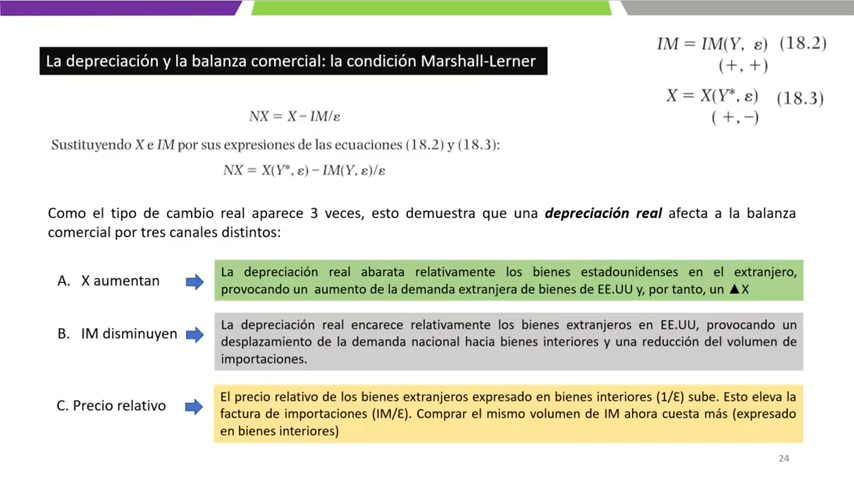 La depreciación y la balanza comercial: la condición Marshall-Lerner
IM = IM(Y, ε) (18.2)
(+, +)
X = X(Y*, ε) (18.3)
(+, −)
NX = X − IM/ε
Sustituyendo X e IM por sus expresiones de las ecuaciones (18.2) y (18.3):
NX = X(Y*, ε) − IM(Y, ε)/ε
Como el tipo de cambio real aparece 3 veces, esto demuestra que una depreciación real afecta a la balanza
comercial por tres canales distintos:
A. X aumentan
La depreciación real abarata relativamente los bienes estadounidenses en el extranjero,
provocando un aumento de la demanda extranjera de bienes de EE.UU y, por tanto, un ▲X
B. IM disminuyen
La depreciación real encarece relativamente los bienes extranjeros en EE.UU, provocando un
desplazamiento de la demanda nacional hacia bienes interiores y una reducción del volumen de
importaciones.
C. Precio relativo
El precio relativo de los bienes extranjeros expresado en bienes interiores (1/Ɛ) sube. Esto eleva la
factura de importaciones (IM/Ɛ). Comprar el mismo volumen de IM ahora cuesta más (expresado
en bienes interiores)
24